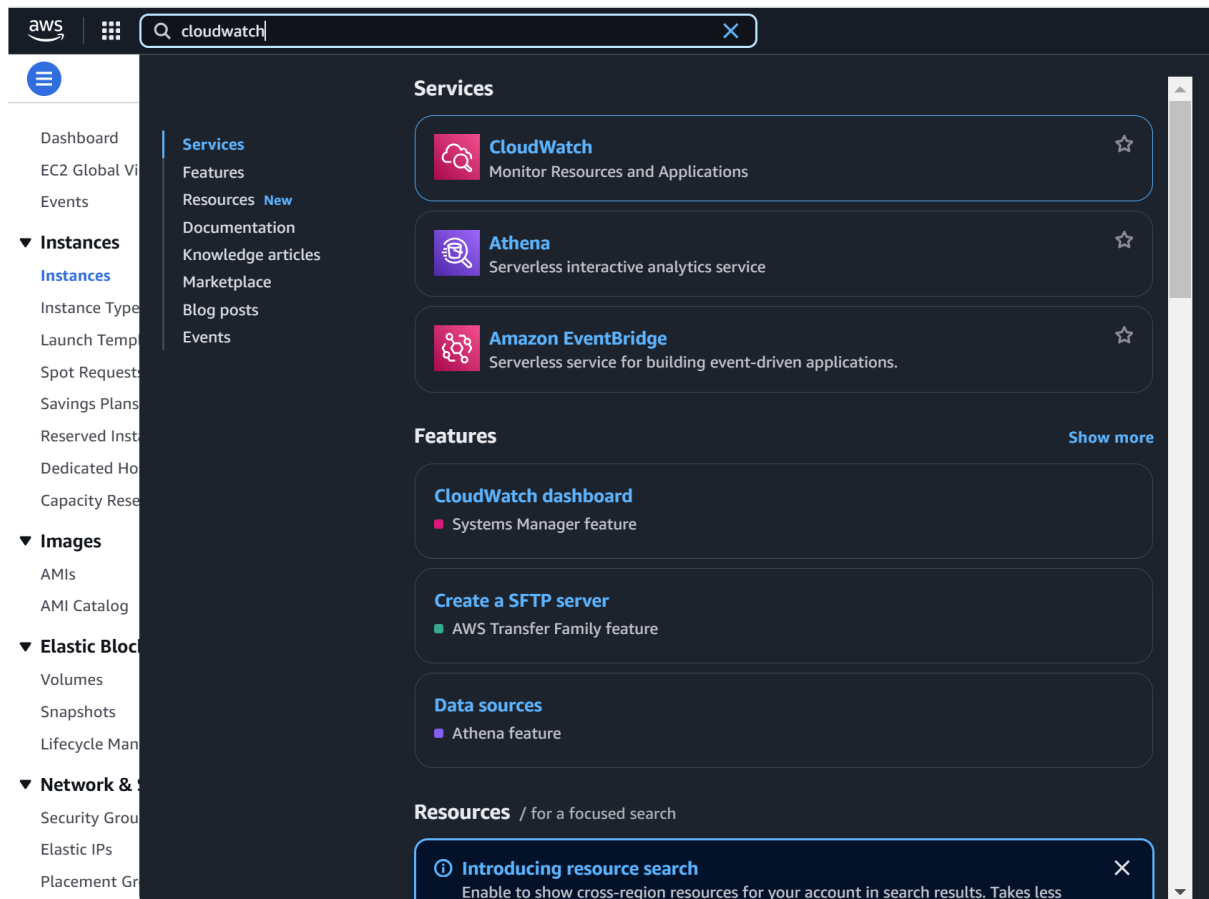 aws
cloudwatch
Dashboard
EC2 Global Vi
Events
Instances
Instances
Instance Type
Launch Templ
Spot Requests
Savings Plans
Reserved Insta
Dedicated Ho
Capacity Rese
Images
AMIs
AMI Catalog
Elastic Bloc
Volumes
Snapshots
Lifecycle Man
Network & S
Security Grou
Elastic IPs
Placement Gr
Services
Features
Resources New
Documentation
Knowledge articles
Marketplace
Blog posts
Events
Services
CloudWatch
Monitor Resources and Applications
Athena
Serverless interactive analytics service
Amazon EventBridge
Serverless service for building event-driven applications.
Features
Show more
CloudWatch dashboard
Systems Manager feature
Create a SFTP server
AWS Transfer Family feature
Data sources
Athena feature
Resources / for a focused search
Introducing resource search
Enable to show cross-region resources for your account in search results. Takes less